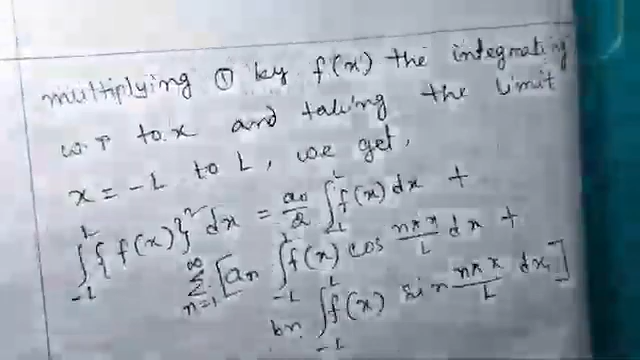 multiplying ① by f(x) the integrating
w.r to x and taking the limit
x = -L to L, we get,
∫_{-L}^{L} {f(x)}² dx = a₀/2 ∫_{-L}^{L} f(x) dx +
∑_{n=1}^{∞} [aₙ ∫_{-L}^{L} f(x) cos nπx/L dx +
bₙ ∫_{-L}^{L} f(x) sin nπx/L dx]